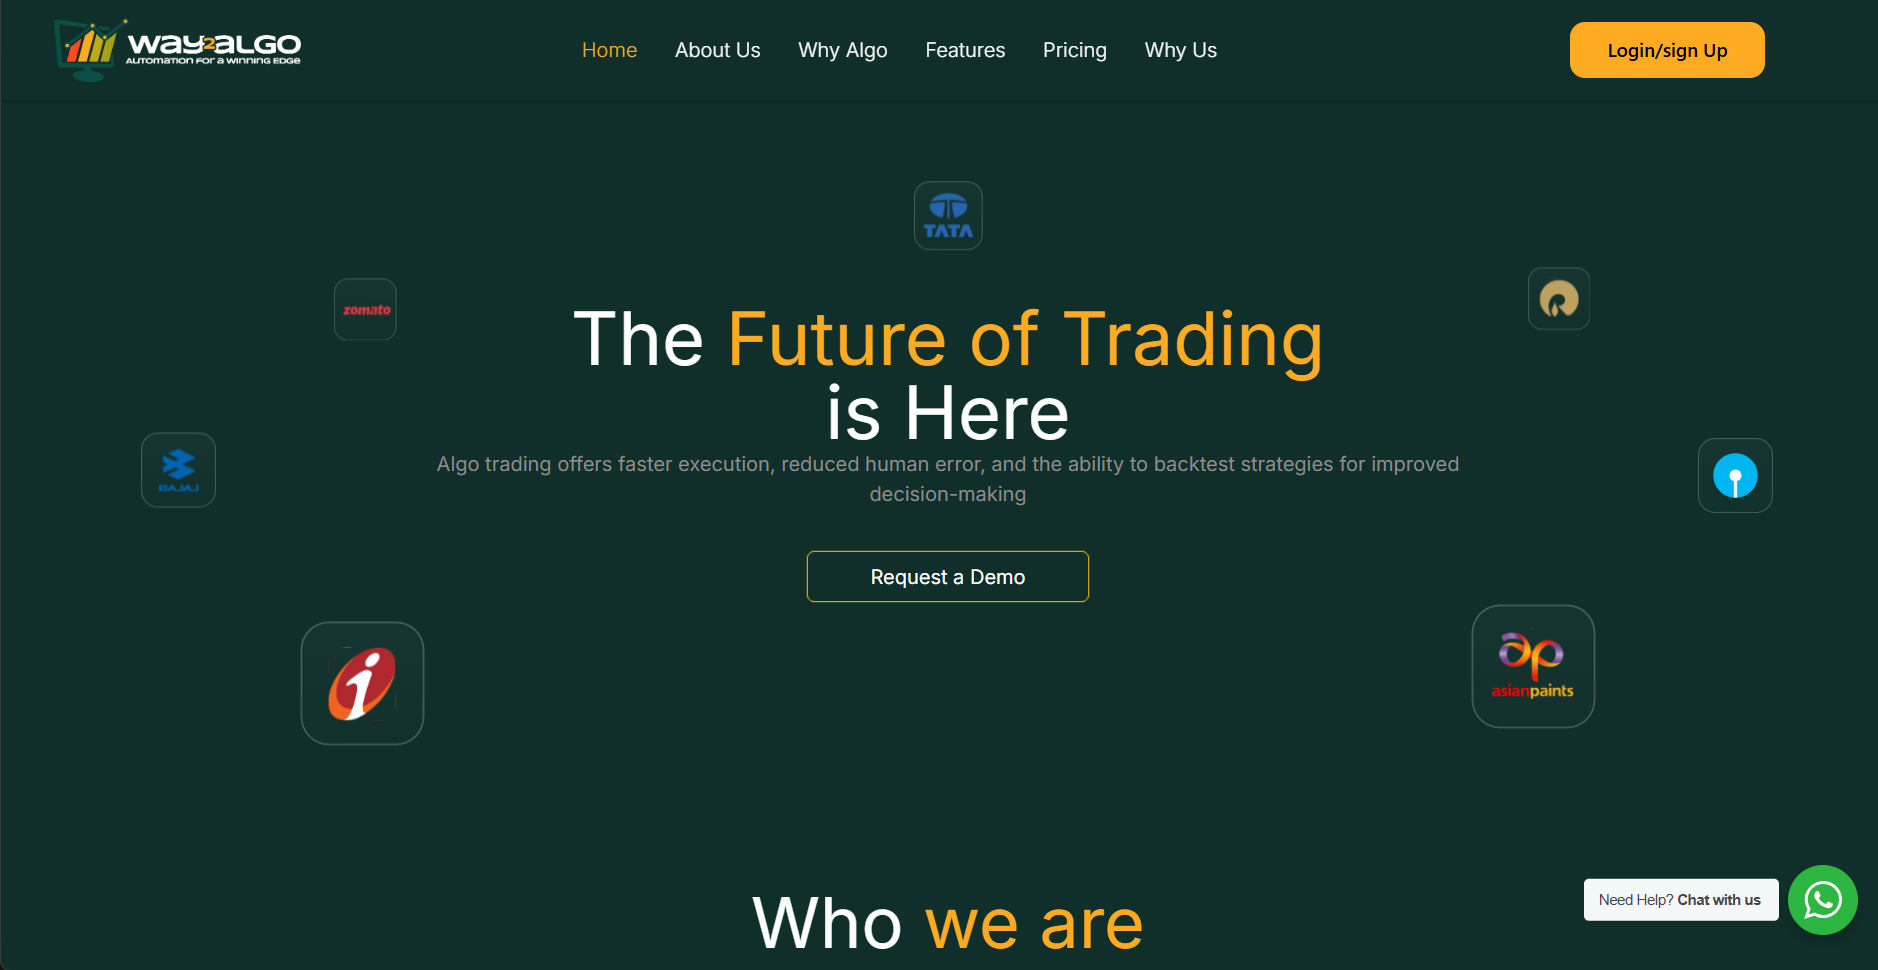 WAY2ALGO
AUTOMATION FOR A WINNING EDGE
Home
About Us
Why Algo
Features
Pricing
Why Us
Login/sign Up
TATA
zomato
The Future of Trading
is Here
BAJAJ
Algo trading offers faster execution, reduced human error, and the ability to backtest strategies for improved
decision-making
Request a Demo
i
ap
asianpaints
Need Help? Chat with us
Who we are